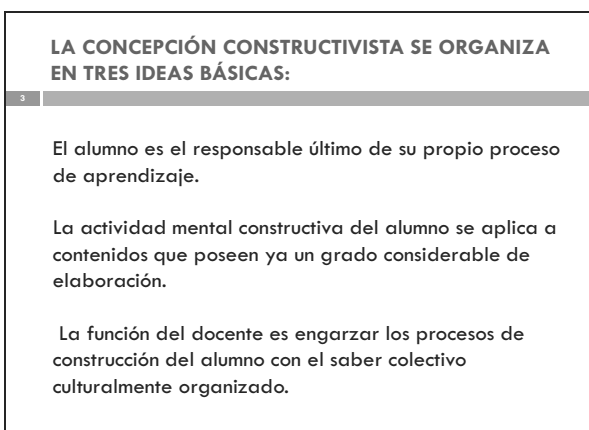 LA CONCEPCIÓN CONSTRUCTIVISTA SE ORGANIZA
EN TRES IDEAS BÁSICAS:
3
El alumno es el responsable último de su propio proceso
de aprendizaje.
La actividad mental constructiva del alumno se aplica a
contenidos que poseen ya un grado considerable de
elaboración.
La función del docente es engarzar los procesos de
construcción del alumno con el saber colectivo
culturalmente organizado.